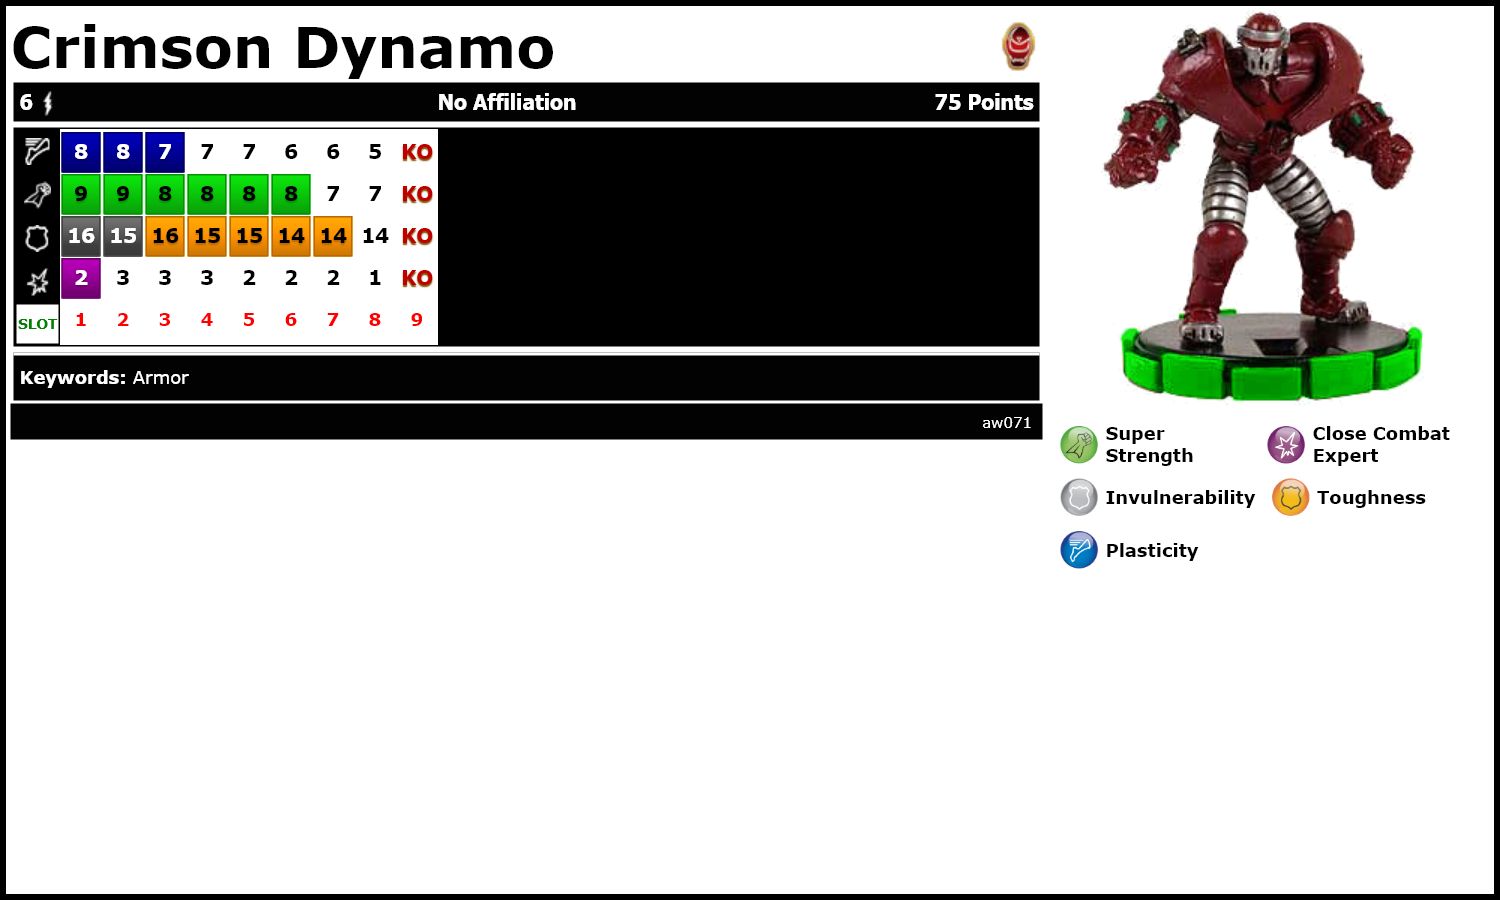 Crimson Dynamo
6 No Affiliation 75 Points
8 8 7 7 7 6 6 5 KO
9 9 8 8 8 8 7 7 KO
16 15 16 15 15 14 14 14 KO
2 3 3 3 2 2 2 1 KO
SLOT 1 2 3 4 5 6 7 8 9
Keywords: Armor
aw071
Super
Strength
Close Combat
Expert
Invulnerability
Toughness
Plasticity